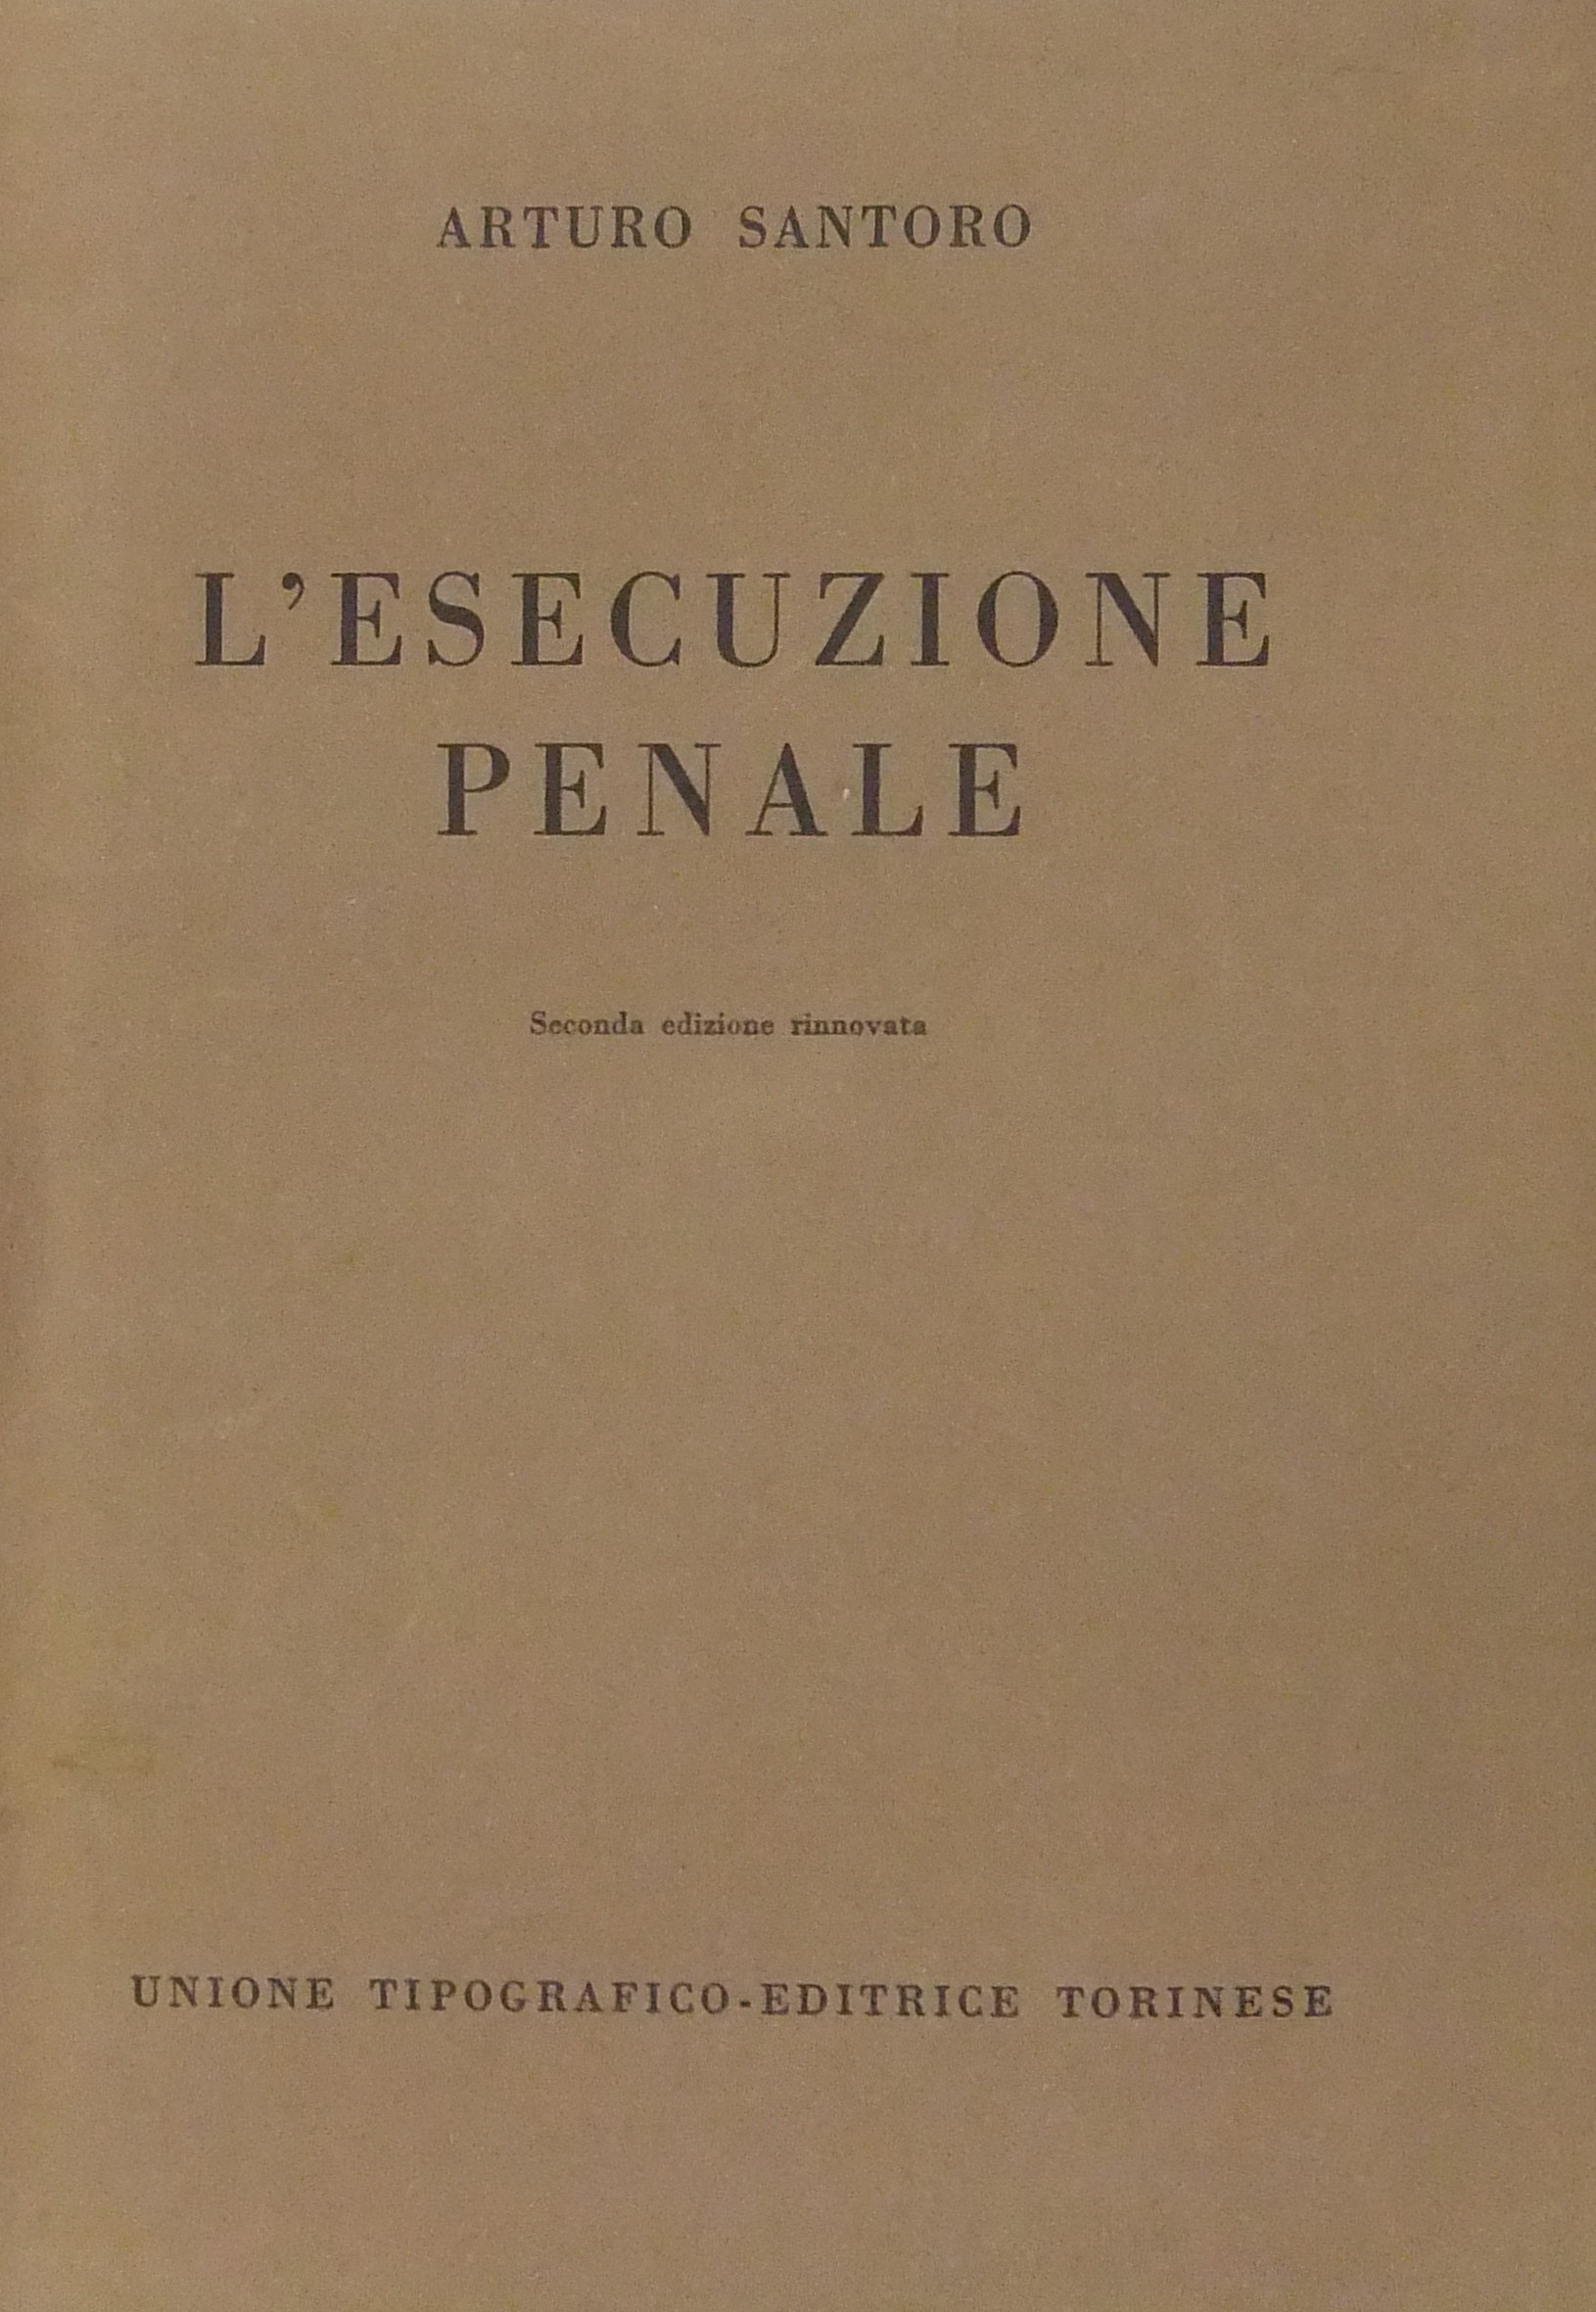 ARTURO SANTORO
L'ESECUZIONE
PENALE
Seconda edizione rinnovata
UNIONE TIPOGRAFICO-EDITRICE TORINESE